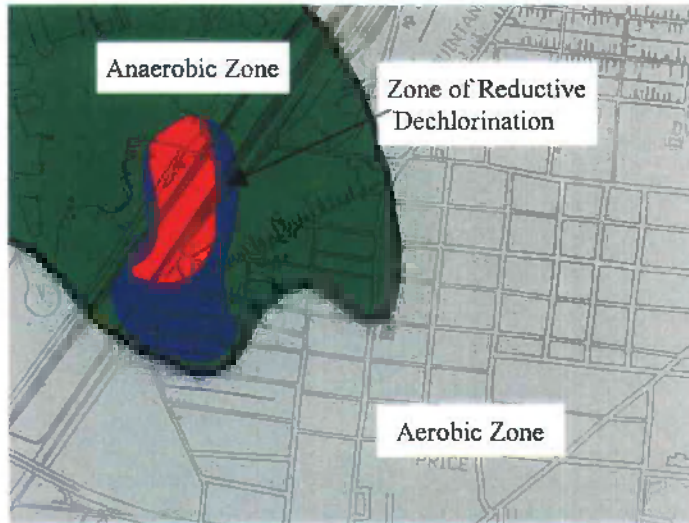 Anaerobic Zone
Zone of Reductive
Dechlorination
Aerobic Zone
PRICE